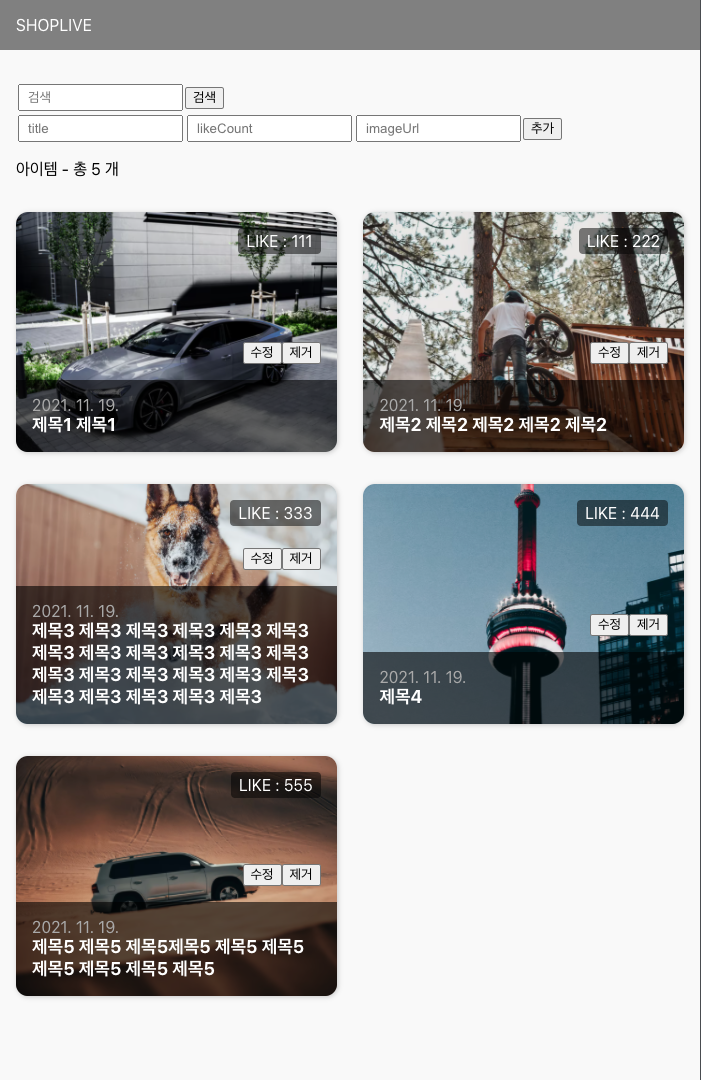 SHOPLIVE
검색 검색
title likeCount imageUrl 추가
아이템 - 총 5 개
LIKE : 111
수정 제거
2021. 11. 19.
제목1 제목1
LIKE : 222
수정 제거
2021. 11. 19.
제목2 제목2 제목2 제목2 제목2
LIKE : 333
수정 제거
2021. 11. 19.
제목3 제목3 제목3 제목3 제목3 제목3
제목3 제목3 제목3 제목3 제목3 제목3
제목3 제목3 제목3 제목3 제목3 제목3
제목3 제목3 제목3 제목3 제목3
LIKE : 444
수정 제거
2021. 11. 19.
제목4
LIKE : 555
수정 제거
2021. 11. 19.
제목5 제목5 제목5제목5 제목5 제목5
제목5 제목5 제목5 제목5